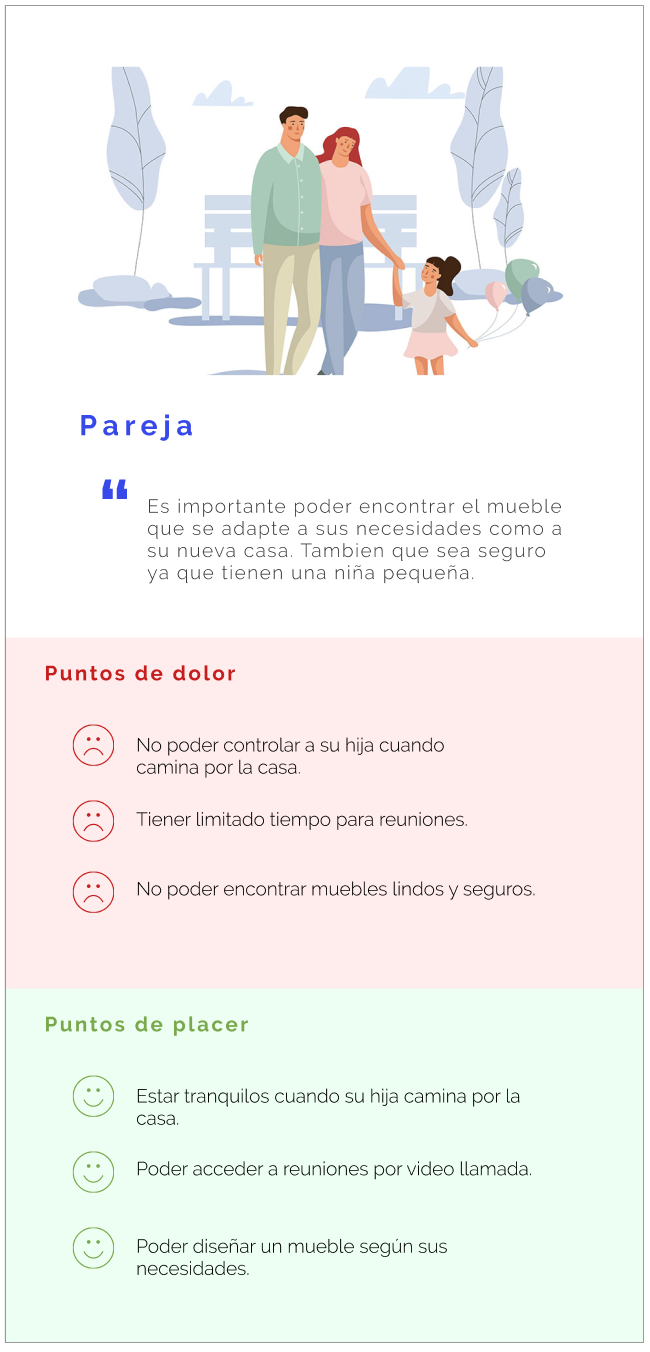 Pareja
“
Es importante poder encontrar el mueble
que se adapte a sus necesidades como a
su nueva casa. Tambien que sea seguro
ya que tienen una niña pequeña.
Puntos de dolor
No poder controlar a su hija cuando
camina por la casa.
Tiener limitado tiempo para reuniones.
No poder encontrar muebles lindos y seguros.
Puntos de placer
Estar tranquilos cuando su hija camina por la
casa.
Poder acceder a reuniones por video llamada.
Poder diseñar un mueble según sus
necesidades.